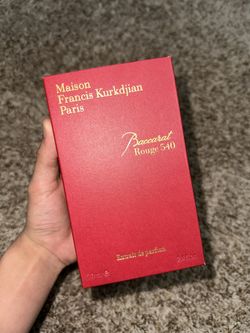 Maison
Francis Kurkdjian
Paris
Baccarat
Rouge 540
Extrait de parfum